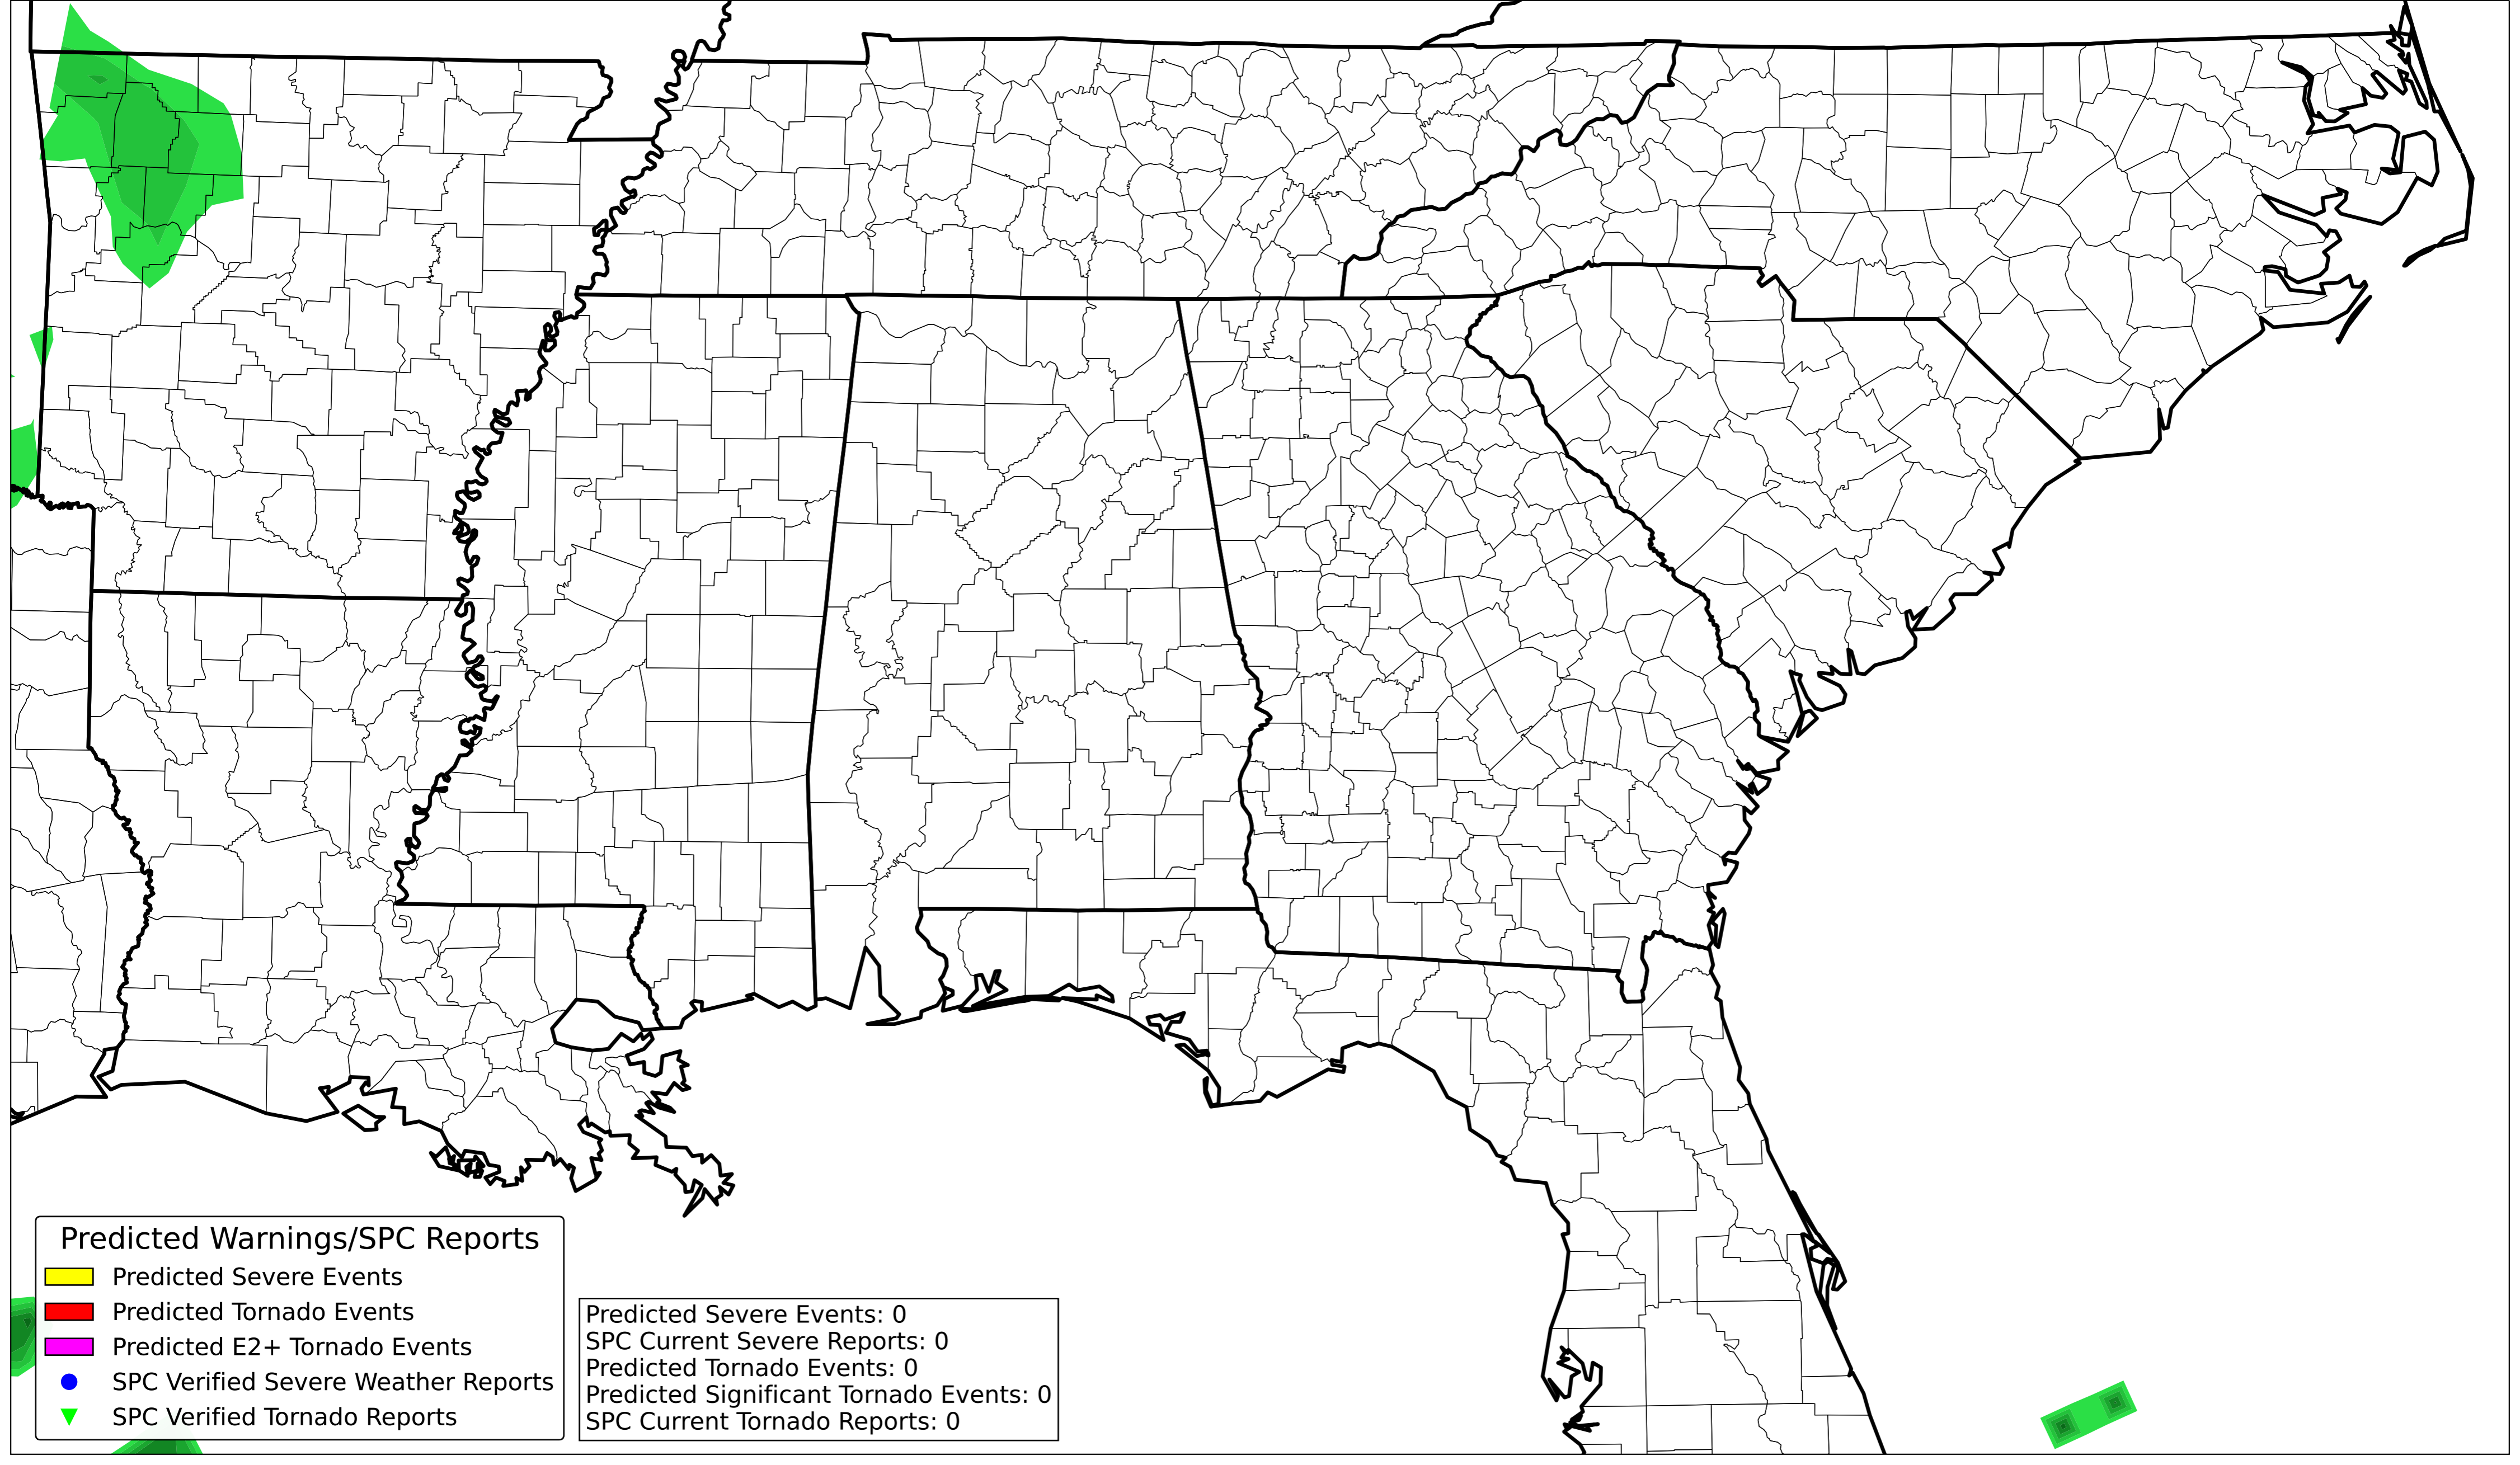 Predicted Warnings/SPC Reports
Predicted Severe Events
Predicted Tornado Events
Predicted E2+ Tornado Events
SPC Verified Severe Weather Reports
SPC Verified Tornado Reports
Predicted Severe Events: 0
SPC Current Severe Reports: 0
Predicted Tornado Events: 0
Predicted Significant Tornado Events: 0
SPC Current Tornado Reports: 0